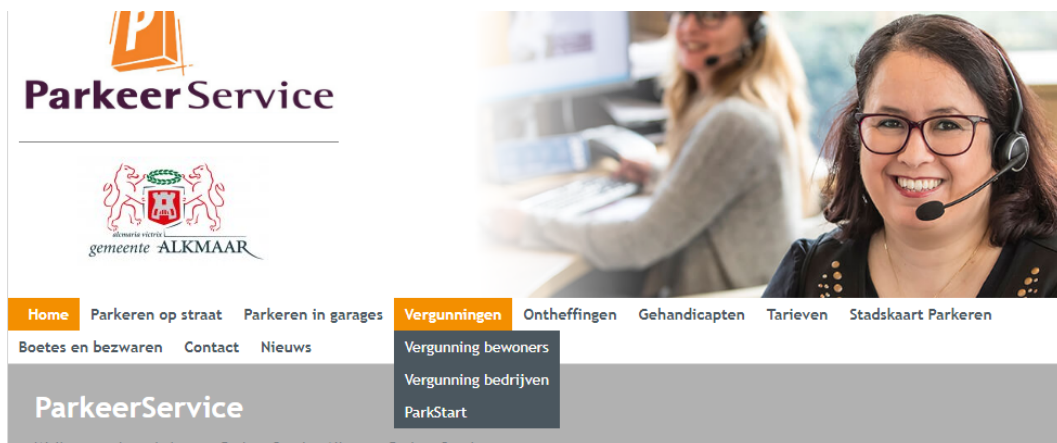 P
ParkeerService
alcmaria victrix
gemeente ALKMAAR
Home Parkeren op straat Parkeren in garages Vergunningen Ontheffingen Gehandicapten Tarieven Stadskaart Parkeren
Boetes en bezwaren Contact Nieuws
Vergunning bewoners
Vergunning bedrijven
ParkStart
ParkeerService